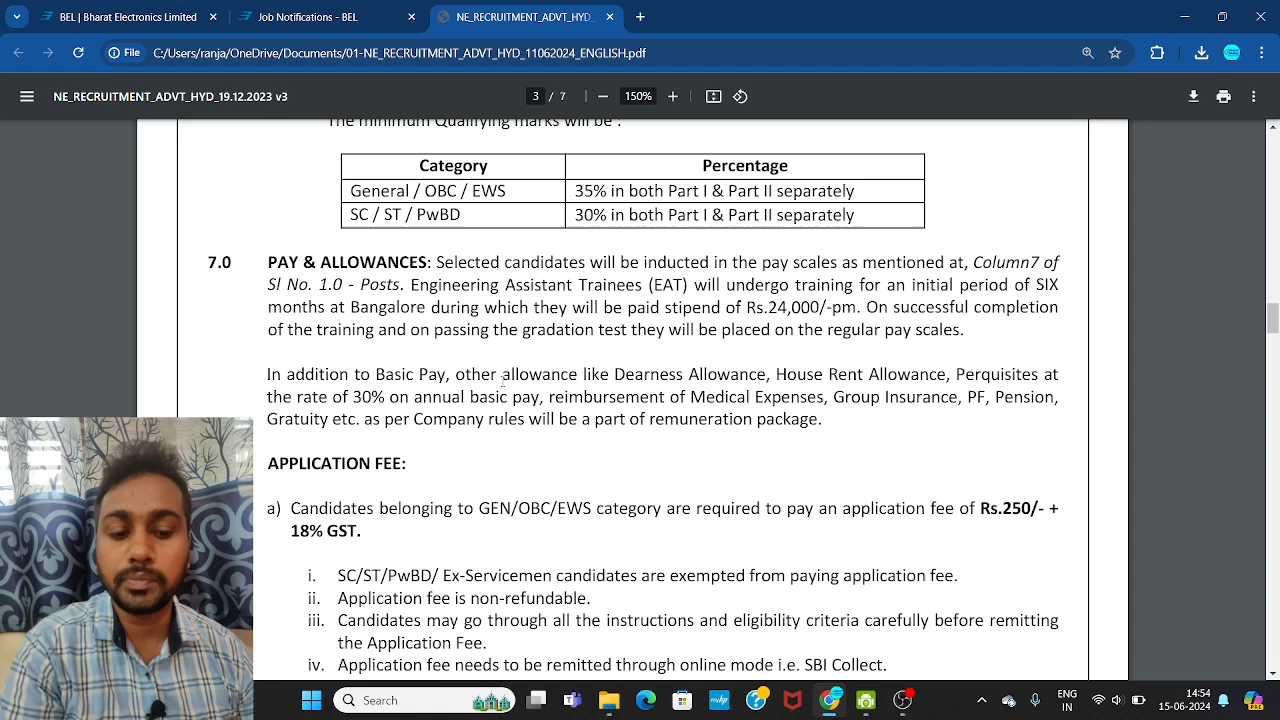 BEL | Bharat Electronics Limited
Job Notifications - BEL
NE_RECRUITMENT_ADVT_HYD_
File
C:/Users/ranja/OneDrive/Documents/01-NE_RECRUITMENT_ADVT_HYD_11062024_ENGLISH.pdf
NE_RECRUITMENT_ADVT_HYD_19.12.2023 v3
3 / 7
150%
The minimum Qualifying marks will be :
Category Percentage
General / OBC / EWS 35% in both Part I & Part II separately
SC / ST / PwBD 30% in both Part I & Part II separately
7.0 PAY & ALLOWANCES: Selected candidates will be inducted in the pay scales as mentioned at, Column7 of
Sl No. 1.0 - Posts. Engineering Assistant Trainees (EAT) will undergo training for an initial period of SIX
months at Bangalore during which they will be paid stipend of Rs.24,000/-pm. On successful completion
of the training and on passing the gradation test they will be placed on the regular pay scales.
In addition to Basic Pay, other allowance like Dearness Allowance, House Rent Allowance, Perquisites at
the rate of 30% on annual basic pay, reimbursement of Medical Expenses, Group Insurance, PF, Pension,
Gratuity etc. as per Company rules will be a part of remuneration package.
APPLICATION FEE:
a) Candidates belonging to GEN/OBC/EWS category are required to pay an application fee of Rs.250/- +
18% GST.
i. SC/ST/PwBD/ Ex-Servicemen candidates are exempted from paying application fee.
ii. Application fee is non-refundable.
iii. Candidates may go through all the instructions and eligibility criteria carefully before remitting
the Application Fee.
iv. Application fee needs to be remitted through online mode i.e. SBI Collect.
Search
ENG
IN
14:54
15-06-2024